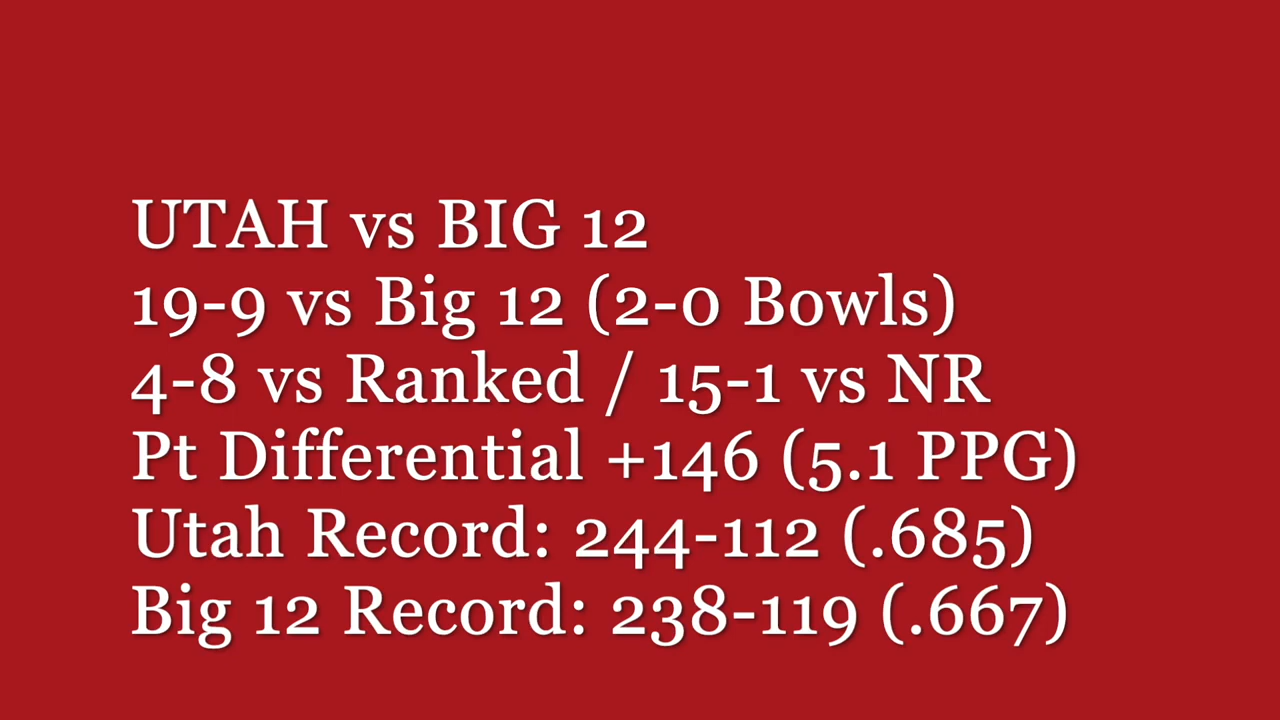 UTAH vs BIG 12
19-9 vs Big 12 (2-0 Bowls)
4-8 vs Ranked / 15-1 vs NR
Pt Differential +146 (5.1 PPG)
Utah Record: 244-112 (.685)
Big 12 Record: 238-119 (.667)